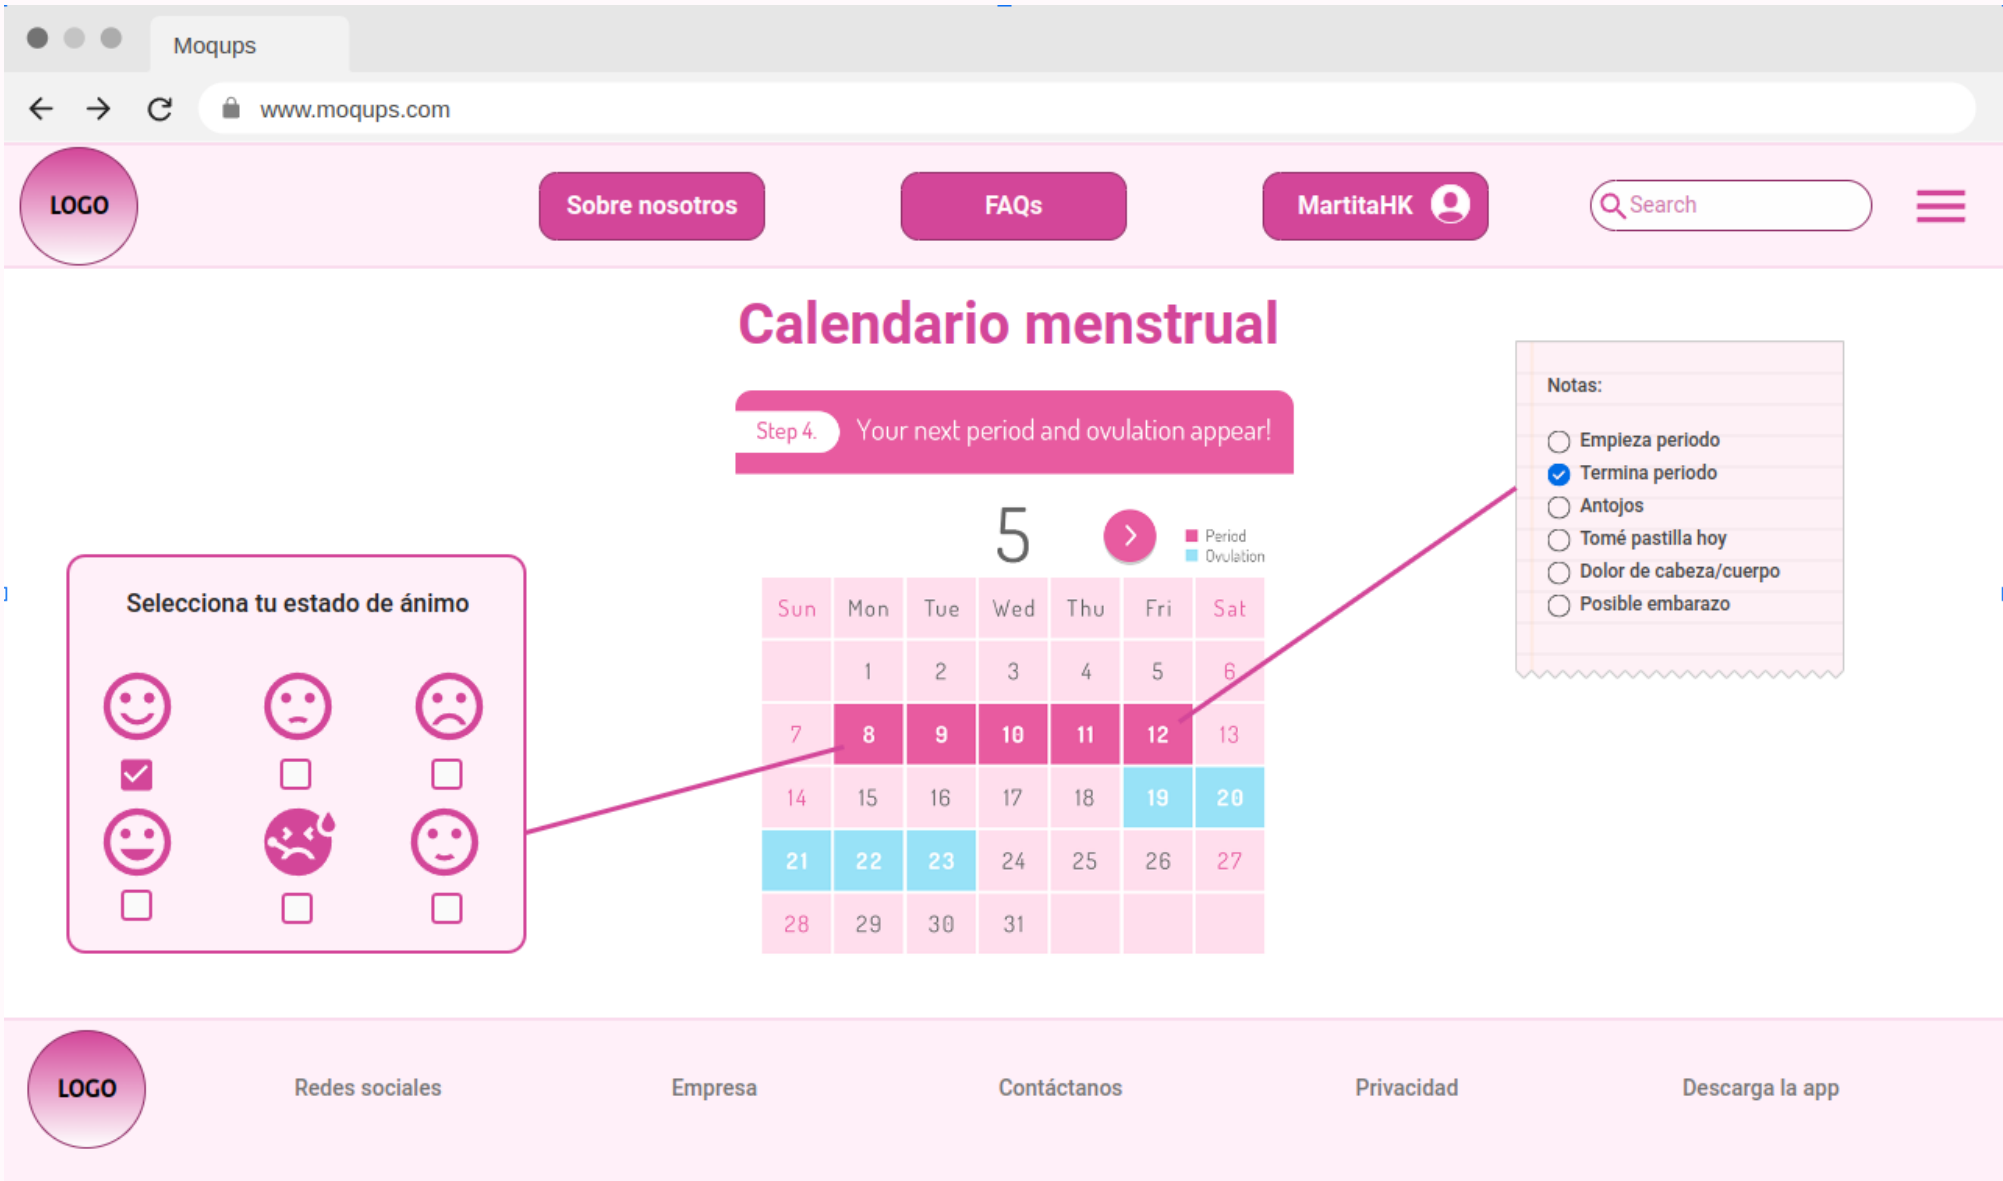 Moqups
www.moqups.com
LOGO
Sobre nosotros
FAQs
MartitaHK
Search
Calendario menstrual
Step 4.
Your next period and ovulation appear!
5
Period
Ovulation
Sun Mon Tue Wed Thu Fri Sat
1 2 3 4 5 6
7 8 9 10 11 12 13
14 15 16 17 18 19 20
21 22 23 24 25 26 27
28 29 30 31
Selecciona tu estado de ánimo
Notas:
Empieza periodo
Termina periodo
Antojos
Tomé pastilla hoy
Dolor de cabeza/cuerpo
Posible embarazo
LOGO
Redes sociales
Empresa
Contáctanos
Privacidad
Descarga la app